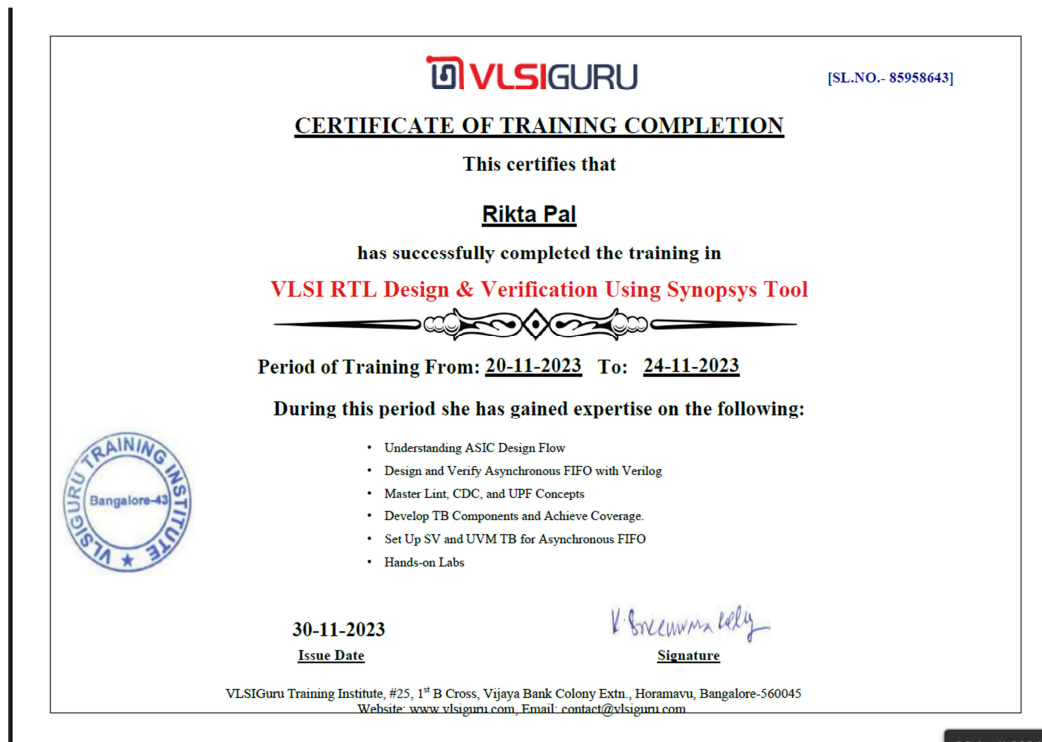 VLSIGURU
[SL.NO.- 85958643]
CERTIFICATE OF TRAINING COMPLETION
This certifies that
Rikta Pal
has successfully completed the training in
VLSI RTL Design & Verification Using Synopsys Tool
Period of Training From: 20-11-2023 To: 24-11-2023
During this period she has gained expertise on the following:
• Understanding ASIC Design Flow
• Design and Verify Asynchronous FIFO with Verilog
• Master Lint, CDC, and UPF Concepts
• Develop TB Components and Achieve Coverage.
• Set Up SV and UVM TB for Asynchronous FIFO
• Hands-on Labs
VLSIGURU TRAINING INSTITUTE
Bangalore-43
30-11-2023
Issue Date
Signature
VLSIGuru Training Institute, #25, 1st B Cross, Vijaya Bank Colony Extn., Horamavu, Bangalore-560045
Website: www.vlsiguru.com, Email: contact@vlsiguru.com